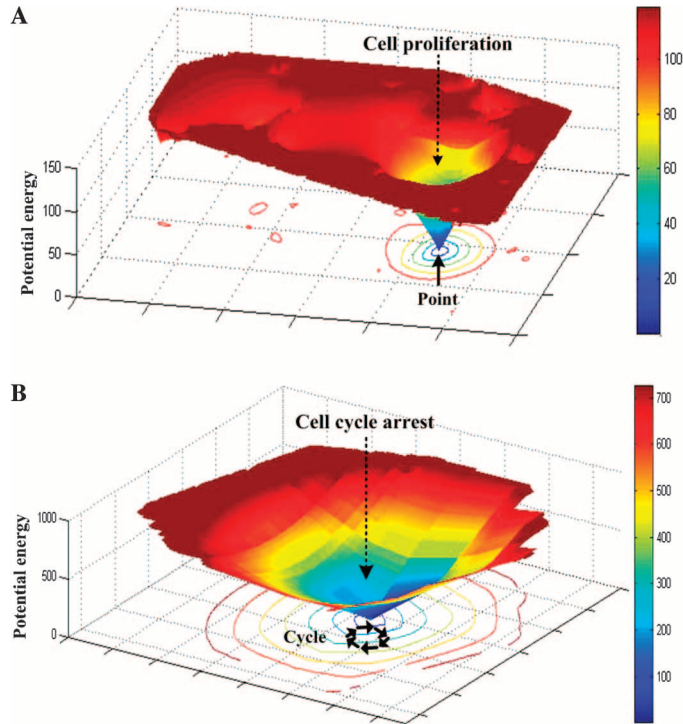 A
Cell proliferation
150
100
50
0
Potential energy
Point
100
80
60
40
20
B
Cell cycle arrest
1000
500
0
Potential energy
Cycle
700
600
500
400
300
200
100